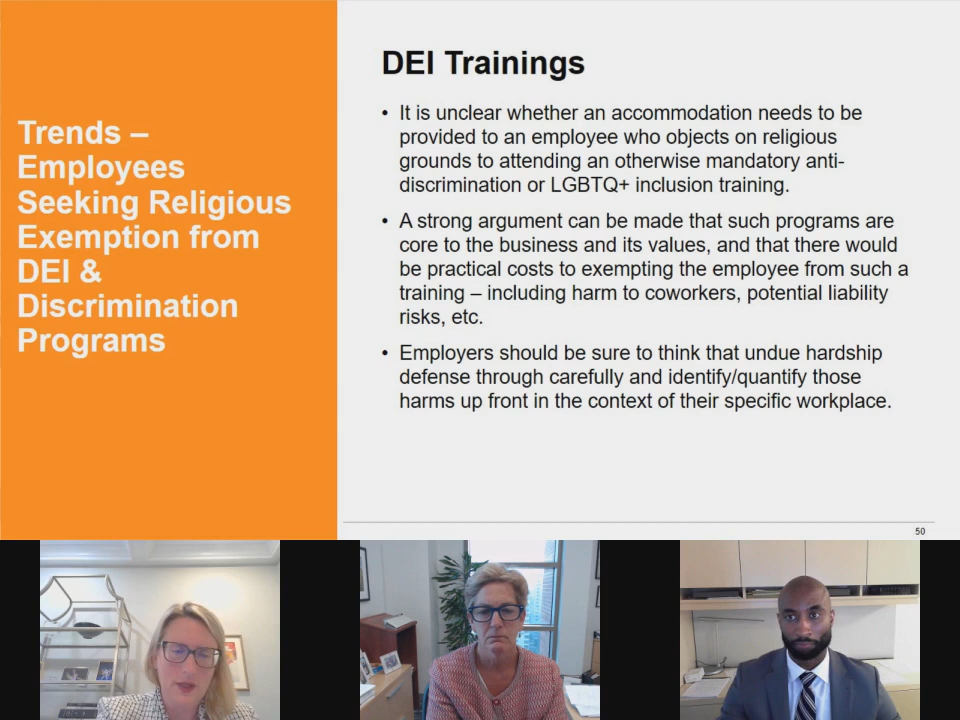 Trends –
Employees
Seeking Religious
Exemption from
DEI &
Discrimination
Programs
DEI Trainings
• It is unclear whether an accommodation needs to be
provided to an employee who objects on religious
grounds to attending an otherwise mandatory anti-
discrimination or LGBTQ+ inclusion training.
• A strong argument can be made that such programs are
core to the business and its values, and that there would
be practical costs to exempting the employee from such a
training – including harm to coworkers, potential liability
risks, etc.
• Employers should be sure to think that undue hardship
defense through carefully and identify/quantify those
harms up front in the context of their specific workplace.
50